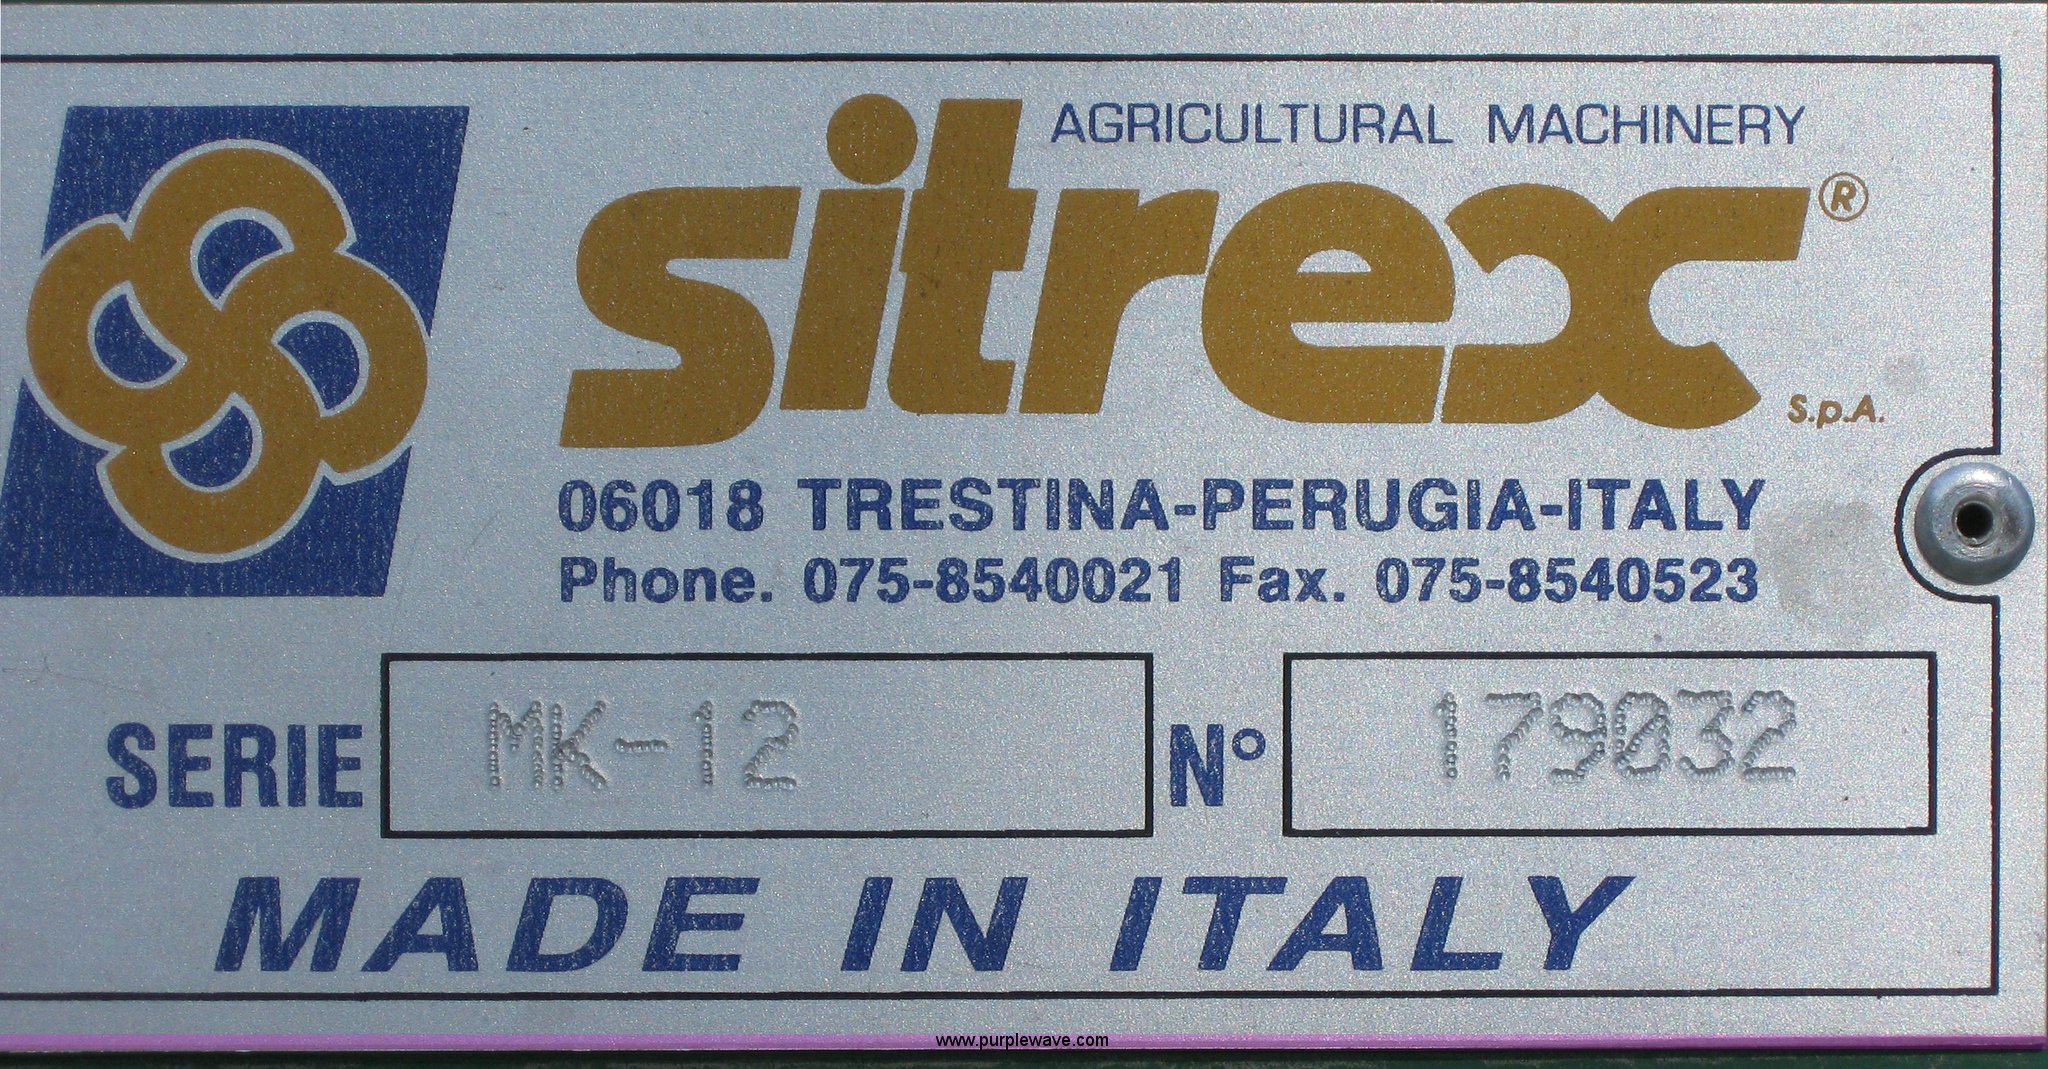 AGRICULTURAL MACHINERY
sitrex®
S.p.A.
06018 TRESTINA-PERUGIA-ITALY
Phone. 075-8540021 Fax. 075-8540523
SERIE MK-12 N° 179032
MADE IN ITALY
www.purplewave.com